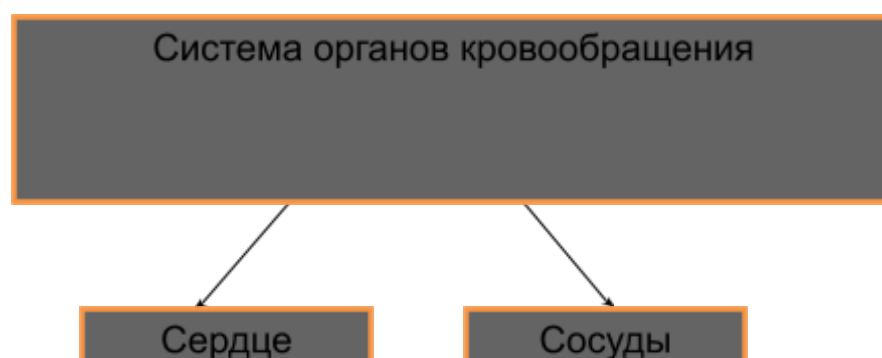 Система органов кровообращения
Сердце
Сосуды